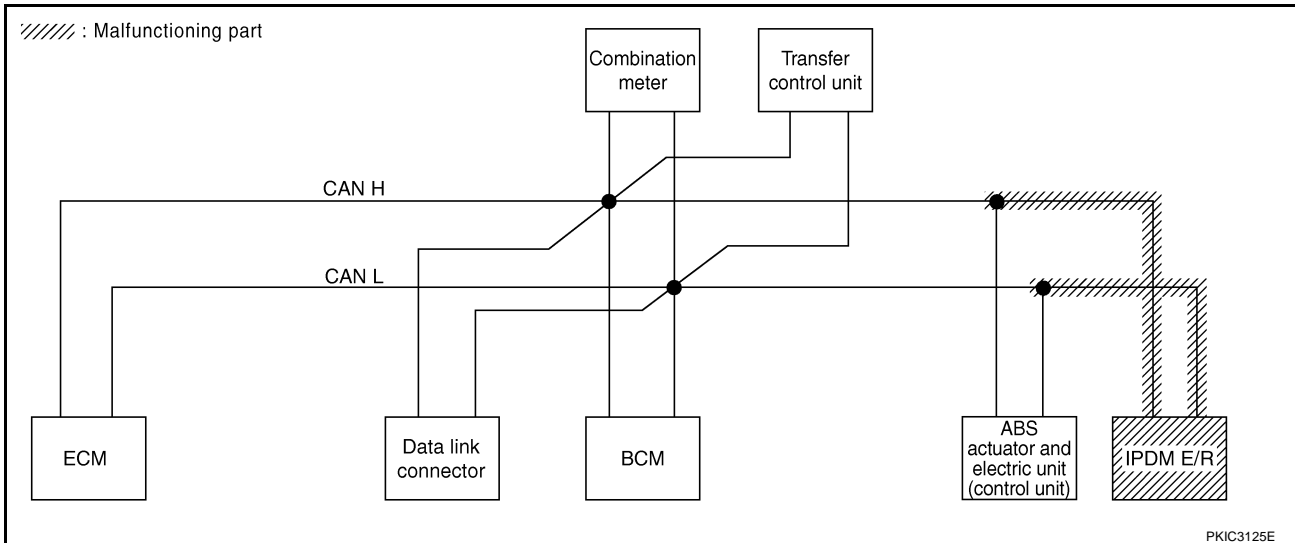 : Malfunctioning part
Combination
meter
Transfer
control unit
CAN H
CAN L
ECM
Data link
connector
BCM
ABS
actuator and
electric unit
(control unit)
IPDM E/R
PKIC3125E